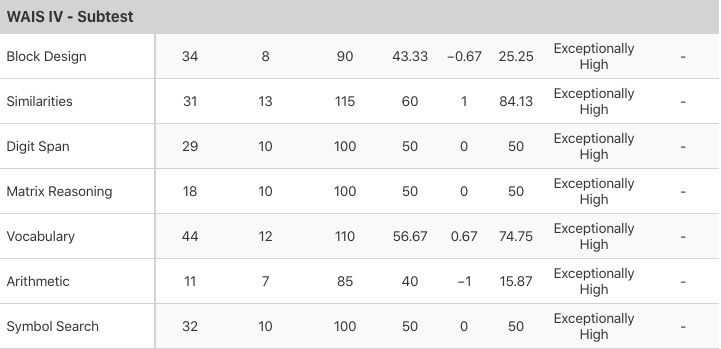 WAIS IV - Subtest
Block Design 34 8 90 43.33 −0.67 25.25 Exceptionally High -
Similarities 31 13 115 60 1 84.13 Exceptionally High -
Digit Span 29 10 100 50 0 50 Exceptionally High -
Matrix Reasoning 18 10 100 50 0 50 Exceptionally High -
Vocabulary 44 12 110 56.67 0.67 74.75 Exceptionally High -
Arithmetic 11 7 85 40 −1 15.87 Exceptionally High -
Symbol Search 32 10 100 50 0 50 Exceptionally High -